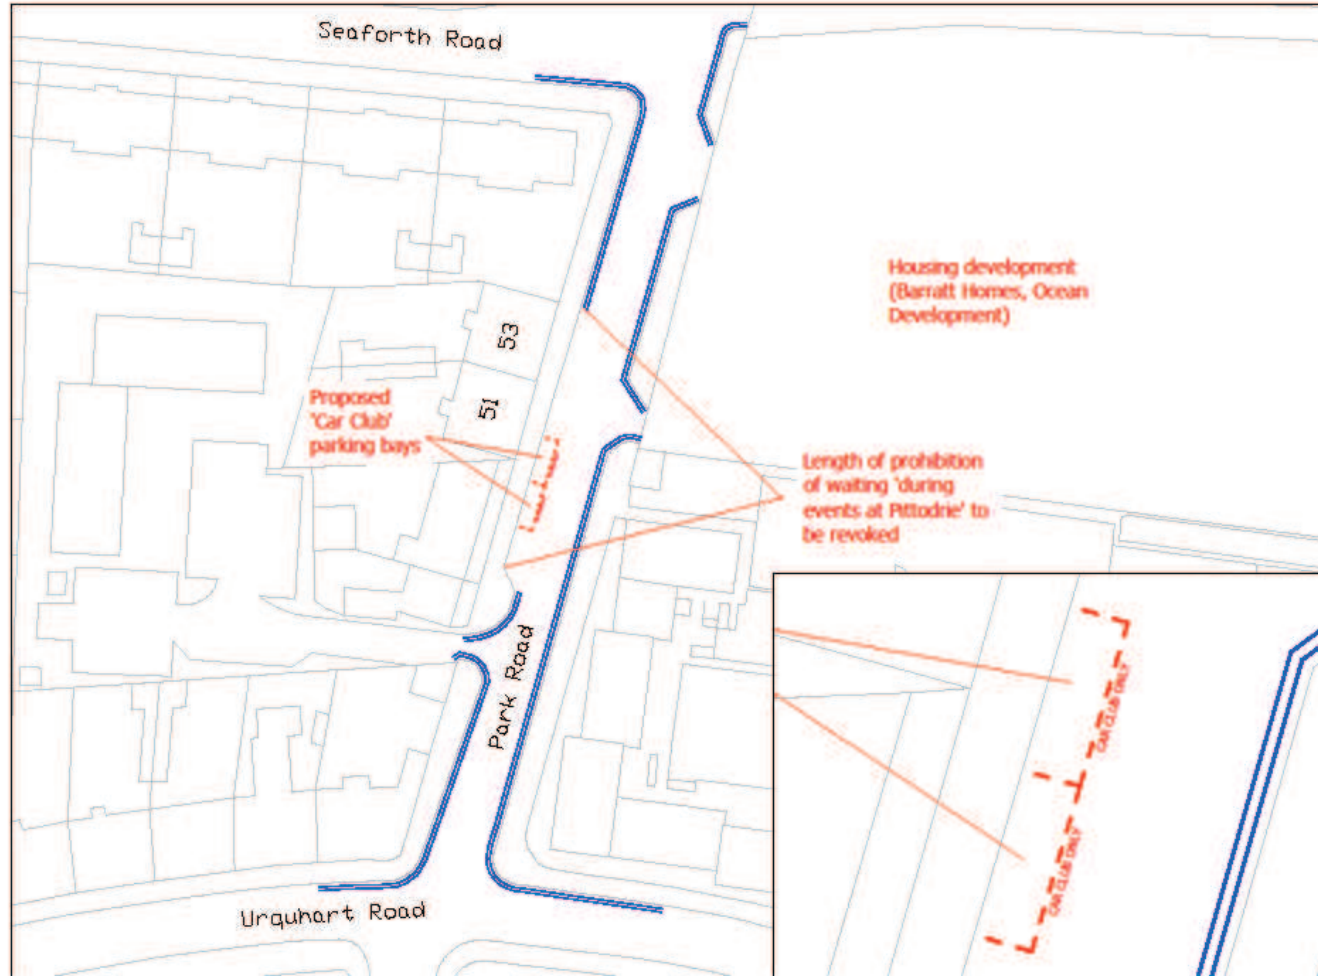 Seaforth Road
Housing development
(Barratt Homes, Ocean
Development)
53
Proposed
'Car Club'
parking bays
51
Length of prohibition
of waiting 'during
events at Pittodrie' to
be revoked
Park Road
CAR CLUB ONLY
CAR CLUB ONLY
Urquhart Road